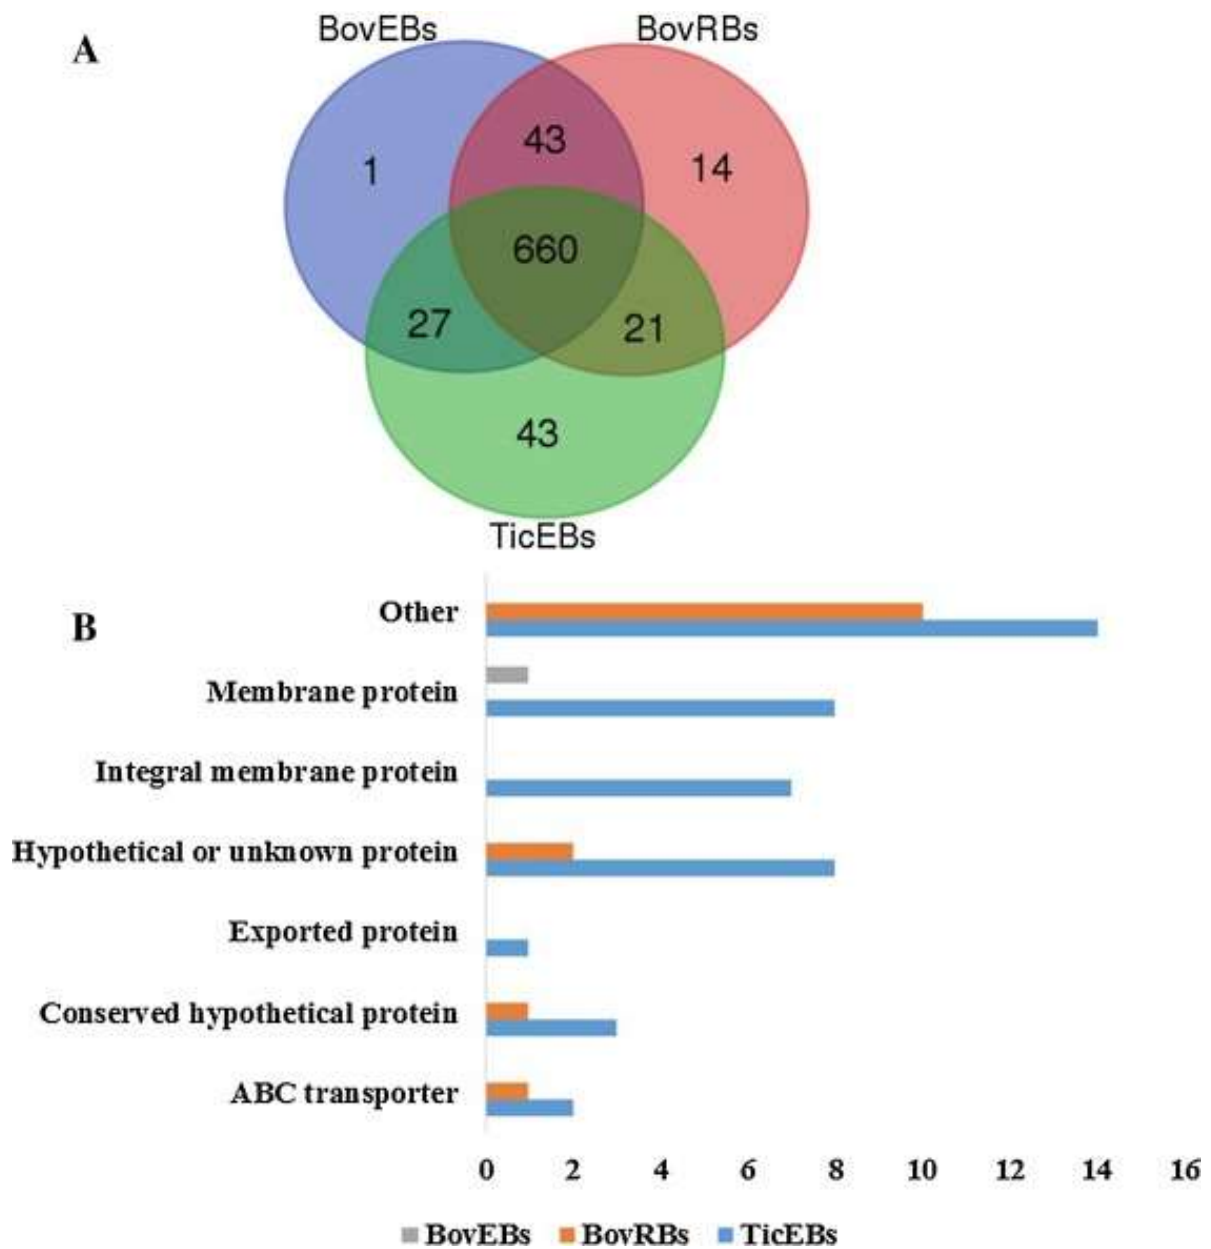 A
BovEBs BovRBs
1 43 14
660
27 21
43
TicEBs
B
Other
Membrane protein
Integral membrane protein
Hypothetical or unknown protein
Exported protein
Conserved hypothetical protein
ABC transporter
0 2 4 6 8 10 12 14 16
BovEBs BovRBs TicEBs